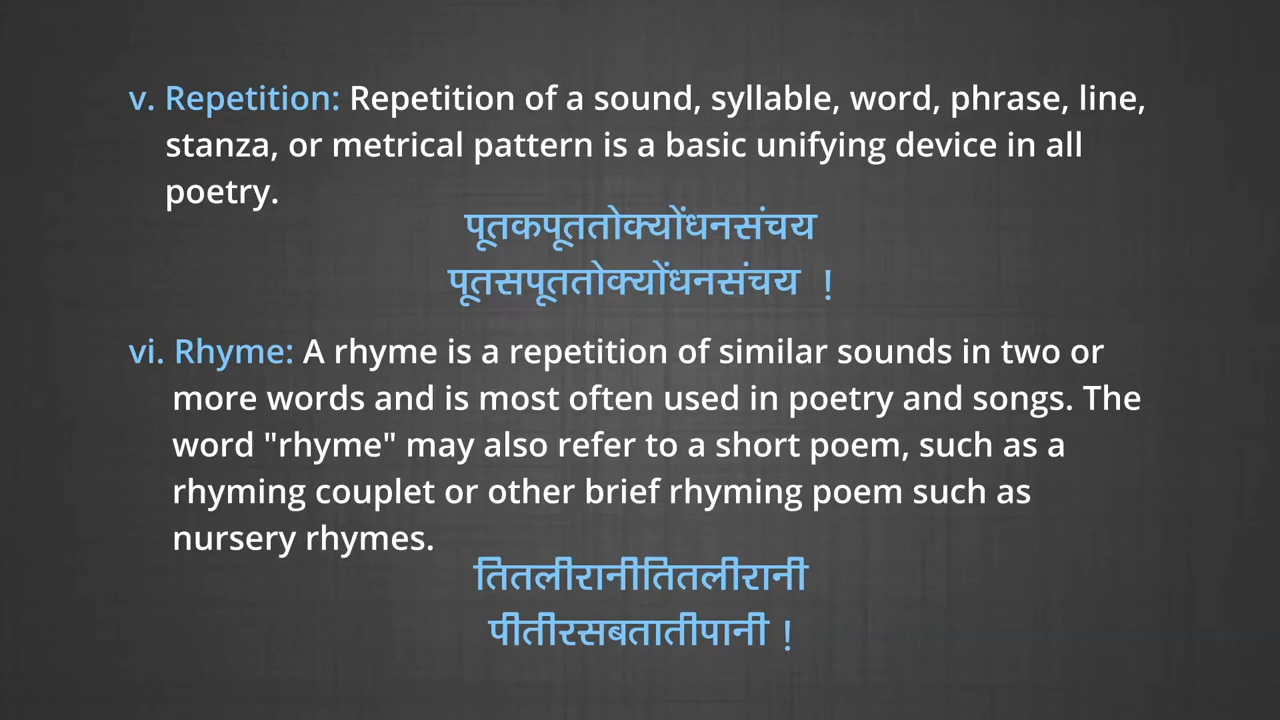 v. Repetition: Repetition of a sound, syllable, word, phrase, line,
stanza, or metrical pattern is a basic unifying device in all
poetry.
पूतकपूततोक्योंधनसंचय
पूतसपूततोक्योंधनसंचय !
vi. Rhyme: A rhyme is a repetition of similar sounds in two or
more words and is most often used in poetry and songs. The
word "rhyme" may also refer to a short poem, such as a
rhyming couplet or other brief rhyming poem such as
nursery rhymes.
तितलीरानीतितलीरानी
पीतीरसबतातीपानी !